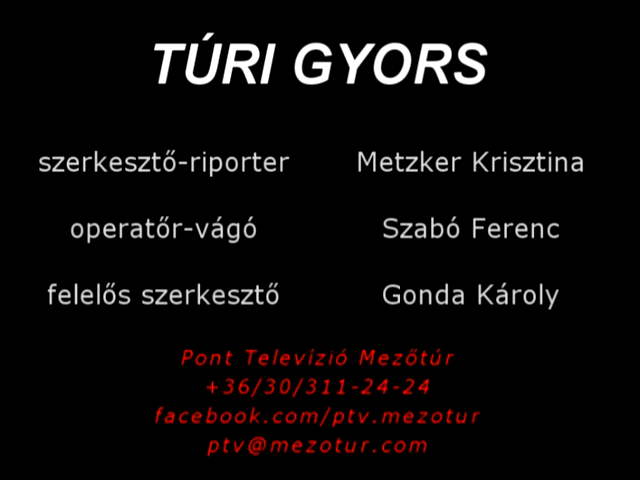 TÚRI GYORS
szerkesztő-riporter Metzker Krisztina
operatőr-vágó Szabó Ferenc
felelős szerkesztő Gonda Károly
Pont Televízió Mezőtúr
+36/30/311-24-24
facebook.com/ptv.mezotur
ptv@mezotur.com